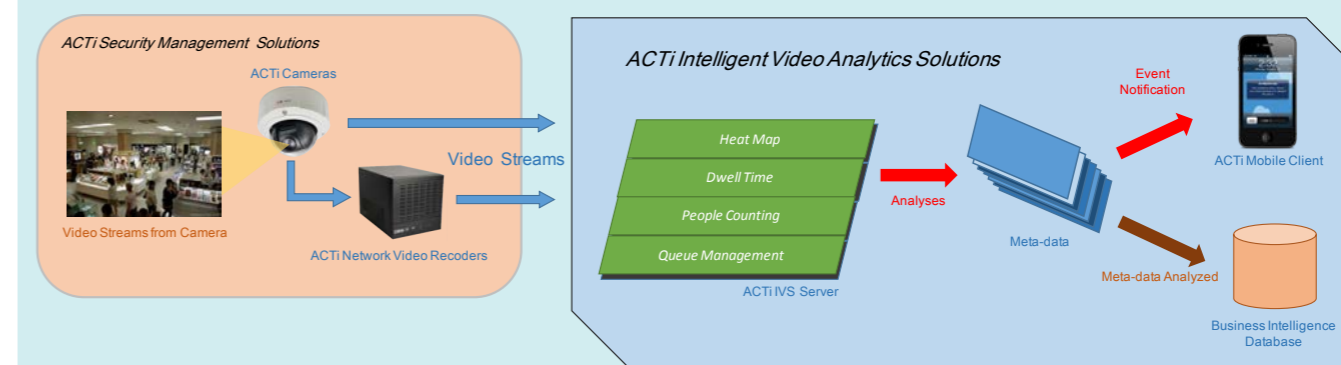 ACTi Security Management Solutions
ACTi Cameras
Video Streams from Camera
ACTi Network Video Recoders
Video Streams
ACTi Intelligent Video Analytics Solutions
Heat Map
Dwell Time
People Counting
Queue Management
ACTi IVS Server
Analyses
Meta-data
Event
Notification
ACTi Mobile Client
Meta-data Analyzed
Business Intelligence
Database